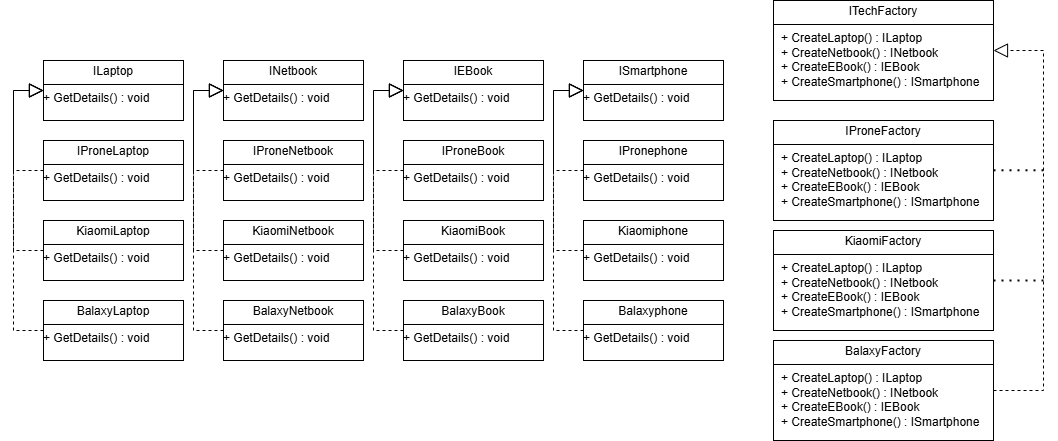 ILaptop
+ GetDetails() : void
INetbook
+ GetDetails() : void
IEBook
+ GetDetails() : void
ISmartphone
+ GetDetails() : void
IProneLaptop
+ GetDetails() : void
IProneNetbook
+ GetDetails() : void
IProneBook
+ GetDetails() : void
IPronephone
+ GetDetails() : void
KiaomiLaptop
+ GetDetails() : void
KiaomiNetbook
+ GetDetails() : void
KiaomiBook
+ GetDetails() : void
Kiaomiphone
+ GetDetails() : void
BalaxyLaptop
+ GetDetails() : void
BalaxyNetbook
+ GetDetails() : void
BalaxyBook
+ GetDetails() : void
Balaxyphone
+ GetDetails() : void
ITechFactory
+ CreateLaptop() : ILaptop
+ CreateNetbook() : INetbook
+ CreateEBook() : IEBook
+ CreateSmartphone() : ISmartphone
IProneFactory
+ CreateLaptop() : ILaptop
+ CreateNetbook() : INetbook
+ CreateEBook() : IEBook
+ CreateSmartphone() : ISmartphone
KiaomiFactory
+ CreateLaptop() : ILaptop
+ CreateNetbook() : INetbook
+ CreateEBook() : IEBook
+ CreateSmartphone() : ISmartphone
BalaxyFactory
+ CreateLaptop() : ILaptop
+ CreateNetbook() : INetbook
+ CreateEBook() : IEBook
+ CreateSmartphone() : ISmartphone